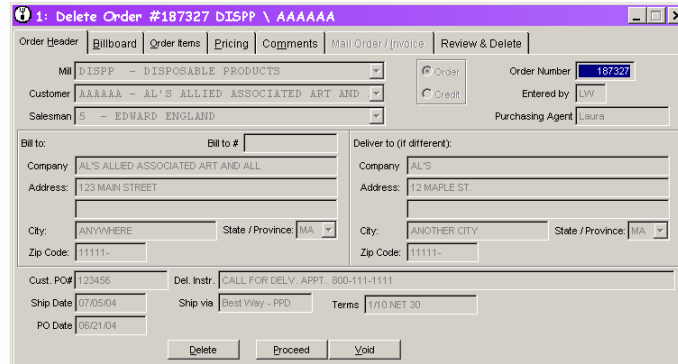 1: Delete Order #187327 DISPP \ AAAAAA
Order Header Billboard Order Items Pricing Comments Mail Order / Invoice Review & Delete
Mill DISPP - DISPOSABLE PRODUCTS Order Order Number 187327
Customer AAAAAA - AL'S ALLIED ASSOCIATED ART AND Credit Entered by LW
Salesman 5 - EDWARD ENGLAND Purchasing Agent Laura
Bill to: Bill to # Deliver to (if different):
Company AL'S ALLIED ASSOCIATED ART AND ALL Company AL'S
Address: 123 MAIN STREET Address: 12 MAPLE ST.
City: ANYWHERE State / Province: MA City: ANOTHER CITY State / Province: MA
Zip Code: 11111- Zip Code: 11111-
Cust. PO# 123456 Del. Instr. CALL FOR DELV. APPT. 800-111-1111
Ship Date 07/05/04 Ship via Best Way - PPD Terms 1/10 NET 30
PO Date 06/21/04
Delete Proceed Void